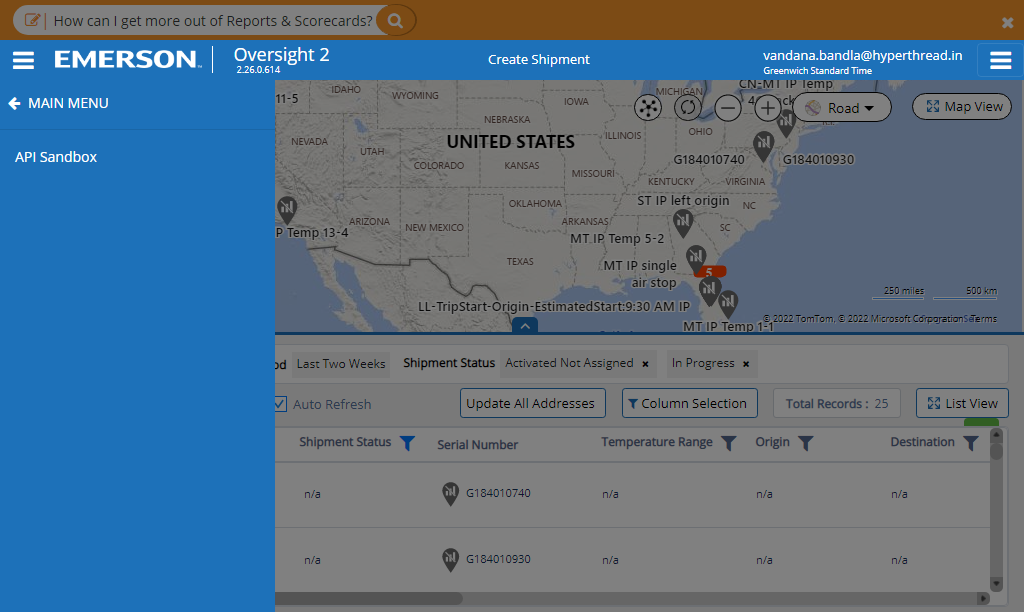 How can I get more out of Reports & Scorecards?
EMERSON
Oversight 2
2.26.0.614
Create Shipment
vandana.bandla@hyperthread.in
Greenwich Standard Time
MAIN MENU
API Sandbox
11-5
IDAHO
WYOMING
IOWA
MICHIGAN
CN-MT IP Temp
Road
Map View
NEBRASKA
NEVADA
UTAH
UNITED STATES
ILLINOIS
OHIO
COLORADO
KANSAS
MISSOURI
G184010740
G184010930
KENTUCKY
VIRGINIA
ST IP left origin
NC
OKLAHOMA
ARIZONA
NEW MEXICO
ARKANSAS
SC
P Temp 13-4
MT IP Temp 5-2
TEXAS
MT IP single
air stop
5
LL-TripStart-Origin-EstimatedStart:9:30 AM IP
250 miles
500 km
MT IP Temp 1-1
© 2022 TomTom, © 2022 Microsoft Corporation
Terms
od
Last Two Weeks
Shipment Status
Activated Not Assigned
In Progress
Auto Refresh
Update All Addresses
Column Selection
Total Records : 25
List View
Shipment Status
Serial Number
Temperature Range
Origin
Destination
n/a
G184010740
n/a
n/a
n/a
n/a
G184010930
n/a
n/a
n/a